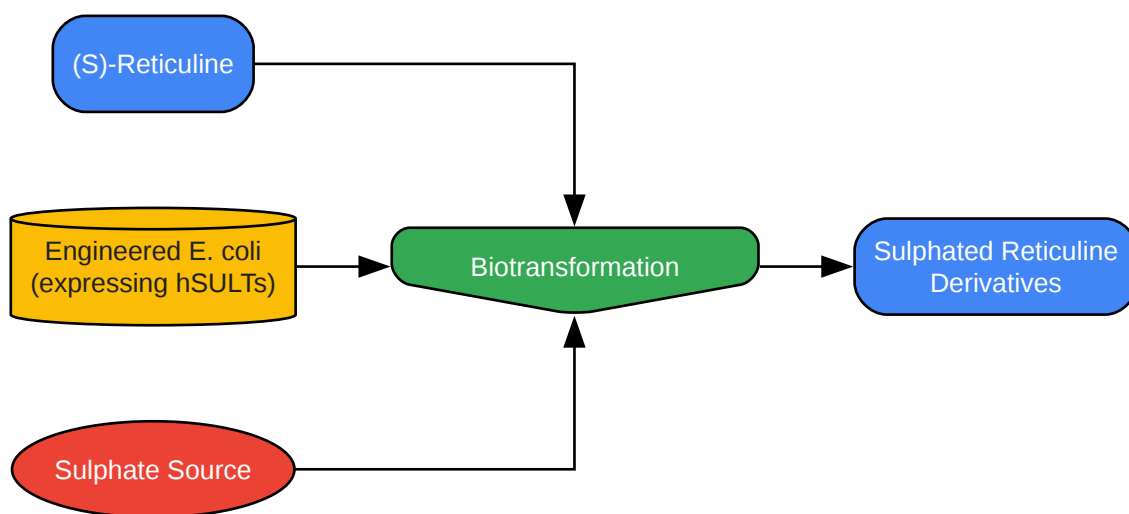 (S)-Reticuline
Engineered E. coli
(expressing hSULTs)
Biotransformation
Sulphated Reticuline
Derivatives
Sulphate Source